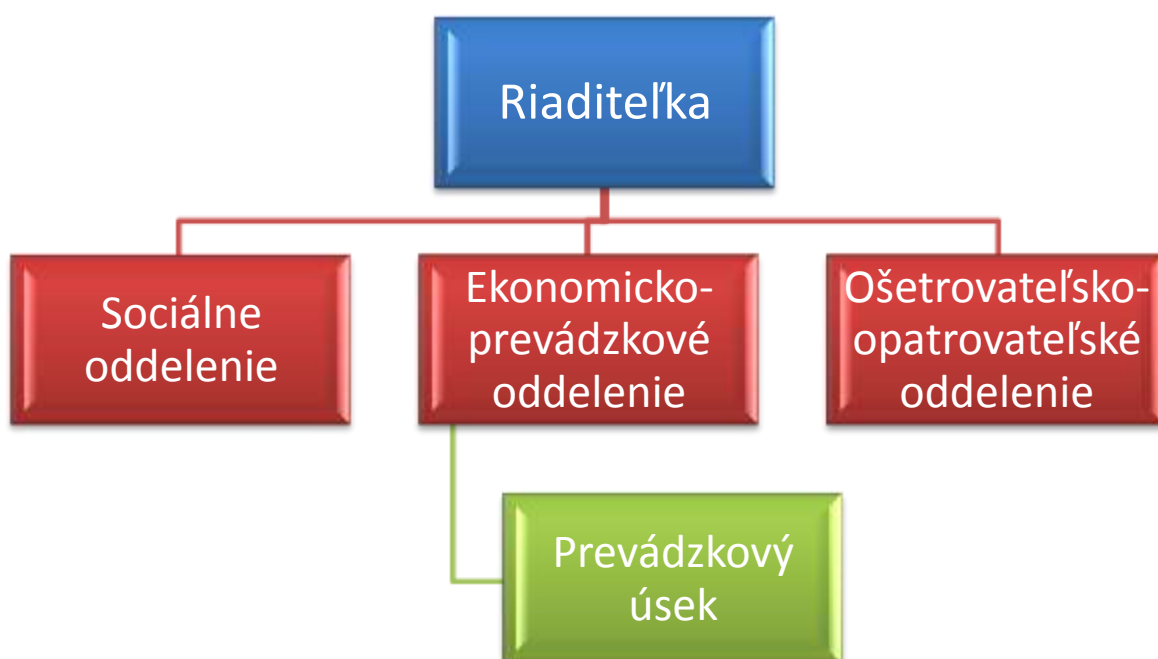 Riaditeľka
Sociálne
oddelenie
Ekonomicko-
prevádzkové
oddelenie
Ošetrovateľsko-
opatrovateľské
oddelenie
Prevádzkový
úsek